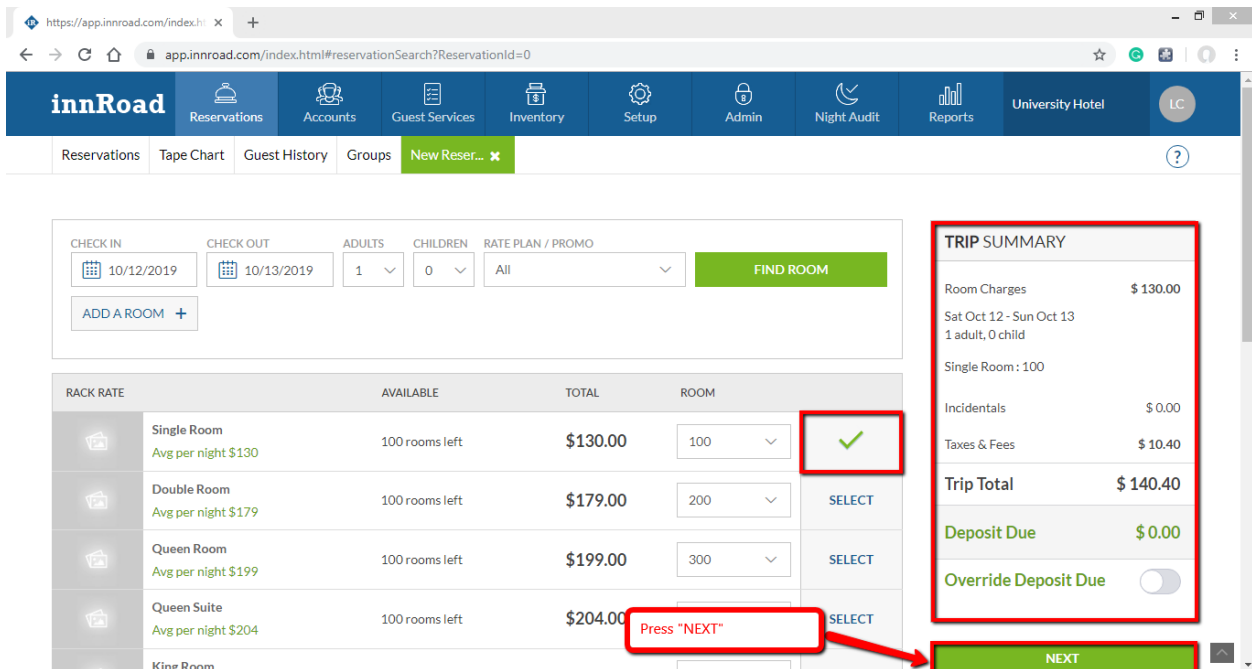 https://app.innroad.com/index.ht
app.innroad.com/index.html#reservationSearch?ReservationId=0
innRoad
Reservations
Accounts
Guest Services
Inventory
Setup
Admin
Night Audit
Reports
University Hotel
LC
Reservations
Tape Chart
Guest History
Groups
New Reser...
?
CHECK IN
CHECK OUT
ADULTS
CHILDREN
RATE PLAN / PROMO
10/12/2019
10/13/2019
1
0
All
FIND ROOM
ADD A ROOM +
RACK RATE
AVAILABLE
TOTAL
ROOM
Single Room
Avg per night $130
100 rooms left
$130.00
100
Double Room
Avg per night $179
100 rooms left
$179.00
200
SELECT
Queen Room
Avg per night $199
100 rooms left
$199.00
300
SELECT
Queen Suite
Avg per night $204
100 rooms left
$204.00
SELECT
King Room
Press "NEXT"
TRIP SUMMARY
Room Charges $ 130.00
Sat Oct 12 - Sun Oct 13
1 adult, 0 child
Single Room : 100
Incidentals $ 0.00
Taxes & Fees $ 10.40
Trip Total $ 140.40
Deposit Due $ 0.00
Override Deposit Due
NEXT